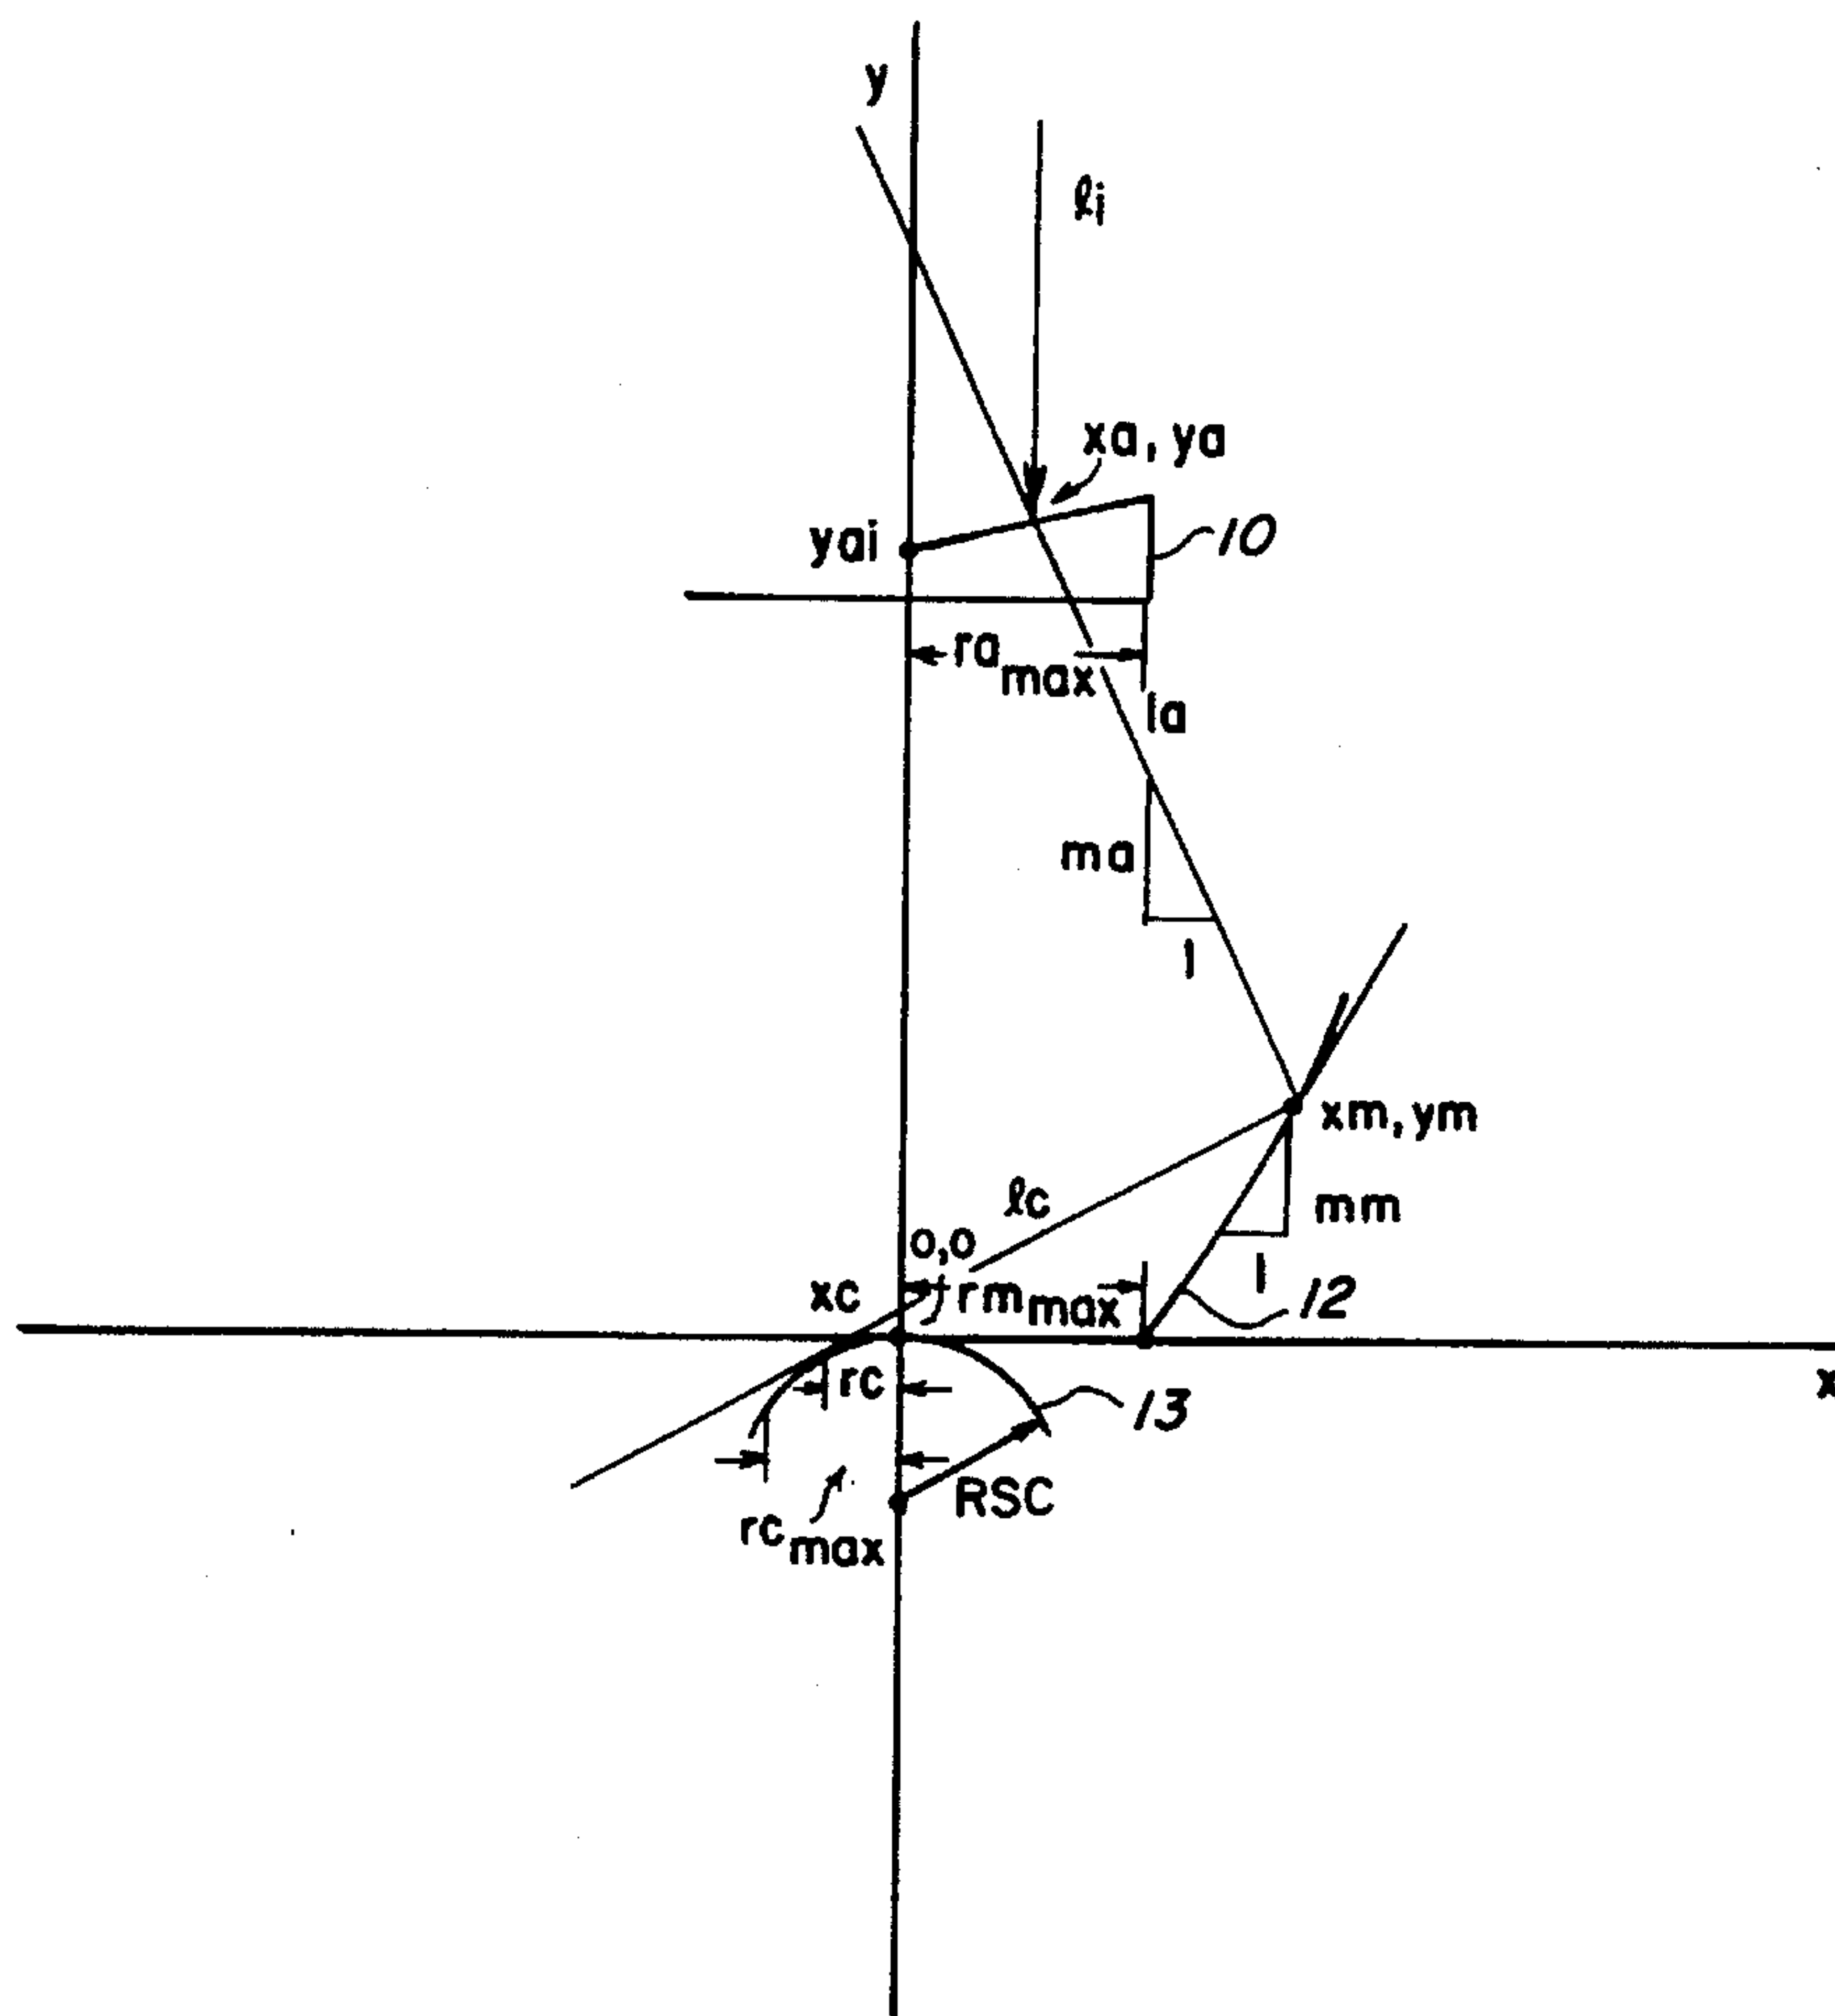 y
ℓi
xa, ya
yai
10
ra max
la
ma
1
xm, ym
ℓc
mm
0,0
1
xc
rm max
12
rc
x
13
RSC
rc max